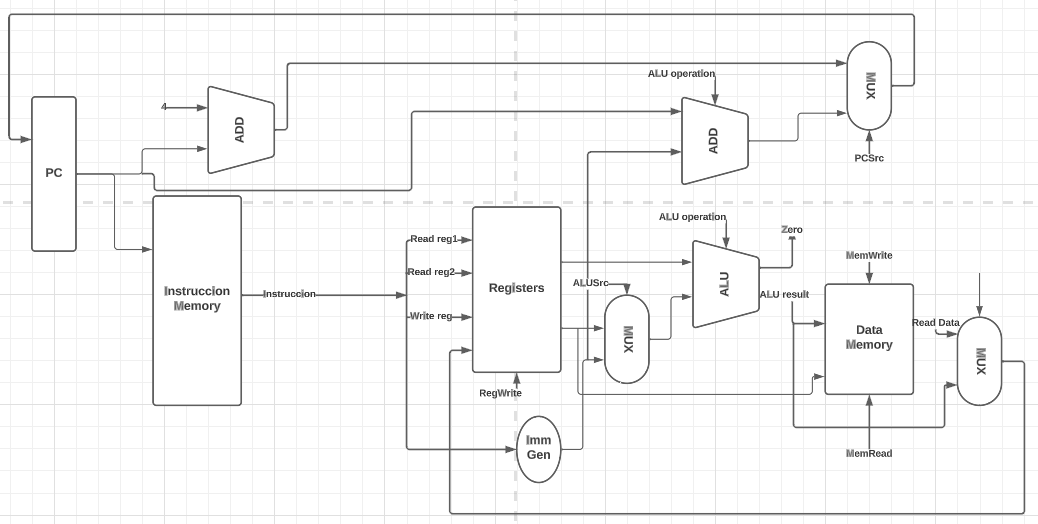 MUX
ALU operation
4
ADD
ADD
PCSrc
PC
Instruccion
Memory
ALU operation
Zero
Read reg1
MemWrite
Read reg2
Registers
ALUSrc
ALU
Instruccion
ALU result
Write reg
MUX
Data
Memory
Read Data
MUX
RegWrite
Imm
Gen
MemRead